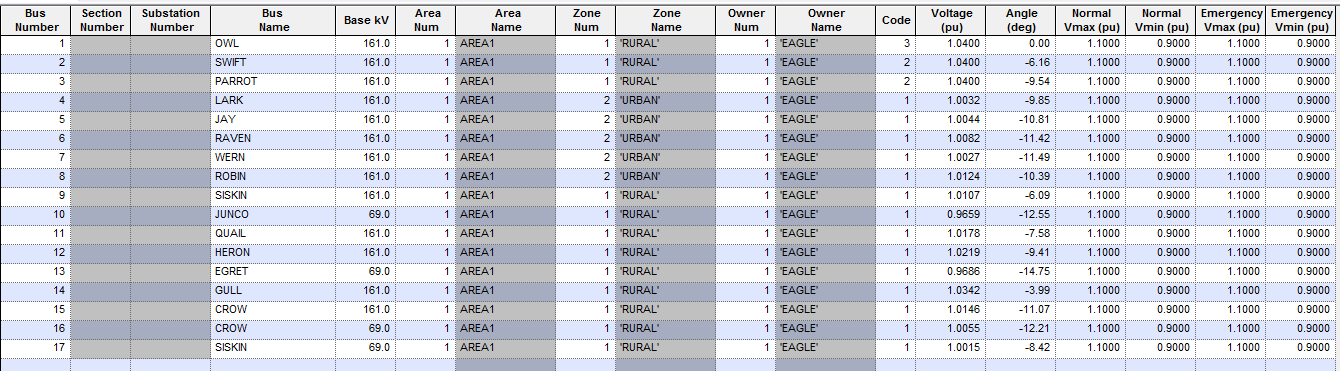 Bus Number Section Number Substation Number Bus Name Base kV Area Num Area Name Zone Num Zone Name Owner Num Owner Name Code Voltage (pu) Angle (deg) Normal Vmax (pu) Normal Vmin (pu) Emergency Vmax (pu) Emergency Vmin (pu)
1 OWL 161.0 1 AREA1 1 'RURAL' 1 'EAGLE' 3 1.0400 0.00 1.1000 0.9000 1.1000 0.9000
2 SWIFT 161.0 1 AREA1 1 'RURAL' 1 'EAGLE' 2 1.0400 -6.16 1.1000 0.9000 1.1000 0.9000
3 PARROT 161.0 1 AREA1 1 'RURAL' 1 'EAGLE' 2 1.0400 -9.54 1.1000 0.9000 1.1000 0.9000
4 LARK 161.0 1 AREA1 2 'URBAN' 1 'EAGLE' 1 1.0032 -9.85 1.1000 0.9000 1.1000 0.9000
5 JAY 161.0 1 AREA1 2 'URBAN' 1 'EAGLE' 1 1.0044 -10.81 1.1000 0.9000 1.1000 0.9000
6 RAVEN 161.0 1 AREA1 2 'URBAN' 1 'EAGLE' 1 1.0082 -11.42 1.1000 0.9000 1.1000 0.9000
7 WERN 161.0 1 AREA1 2 'URBAN' 1 'EAGLE' 1 1.0027 -11.49 1.1000 0.9000 1.1000 0.9000
8 ROBIN 161.0 1 AREA1 2 'URBAN' 1 'EAGLE' 1 1.0124 -10.39 1.1000 0.9000 1.1000 0.9000
9 SISKIN 161.0 1 AREA1 1 'RURAL' 1 'EAGLE' 1 1.0107 -6.09 1.1000 0.9000 1.1000 0.9000
10 JUNCO 69.0 1 AREA1 1 'RURAL' 1 'EAGLE' 1 0.9659 -12.55 1.1000 0.9000 1.1000 0.9000
11 QUAIL 161.0 1 AREA1 1 'RURAL' 1 'EAGLE' 1 1.0178 -7.58 1.1000 0.9000 1.1000 0.9000
12 HERON 161.0 1 AREA1 1 'RURAL' 1 'EAGLE' 1 1.0219 -9.41 1.1000 0.9000 1.1000 0.9000
13 EGRET 69.0 1 AREA1 1 'RURAL' 1 'EAGLE' 1 0.9686 -14.75 1.1000 0.9000 1.1000 0.9000
14 GULL 161.0 1 AREA1 1 'RURAL' 1 'EAGLE' 1 1.0342 -3.99 1.1000 0.9000 1.1000 0.9000
15 CROW 161.0 1 AREA1 1 'RURAL' 1 'EAGLE' 1 1.0146 -11.07 1.1000 0.9000 1.1000 0.9000
16 CROW 69.0 1 AREA1 1 'RURAL' 1 'EAGLE' 1 1.0055 -12.21 1.1000 0.9000 1.1000 0.9000
17 SISKIN 69.0 1 AREA1 1 'RURAL' 1 'EAGLE' 1 1.0015 -8.42 1.1000 0.9000 1.1000 0.9000